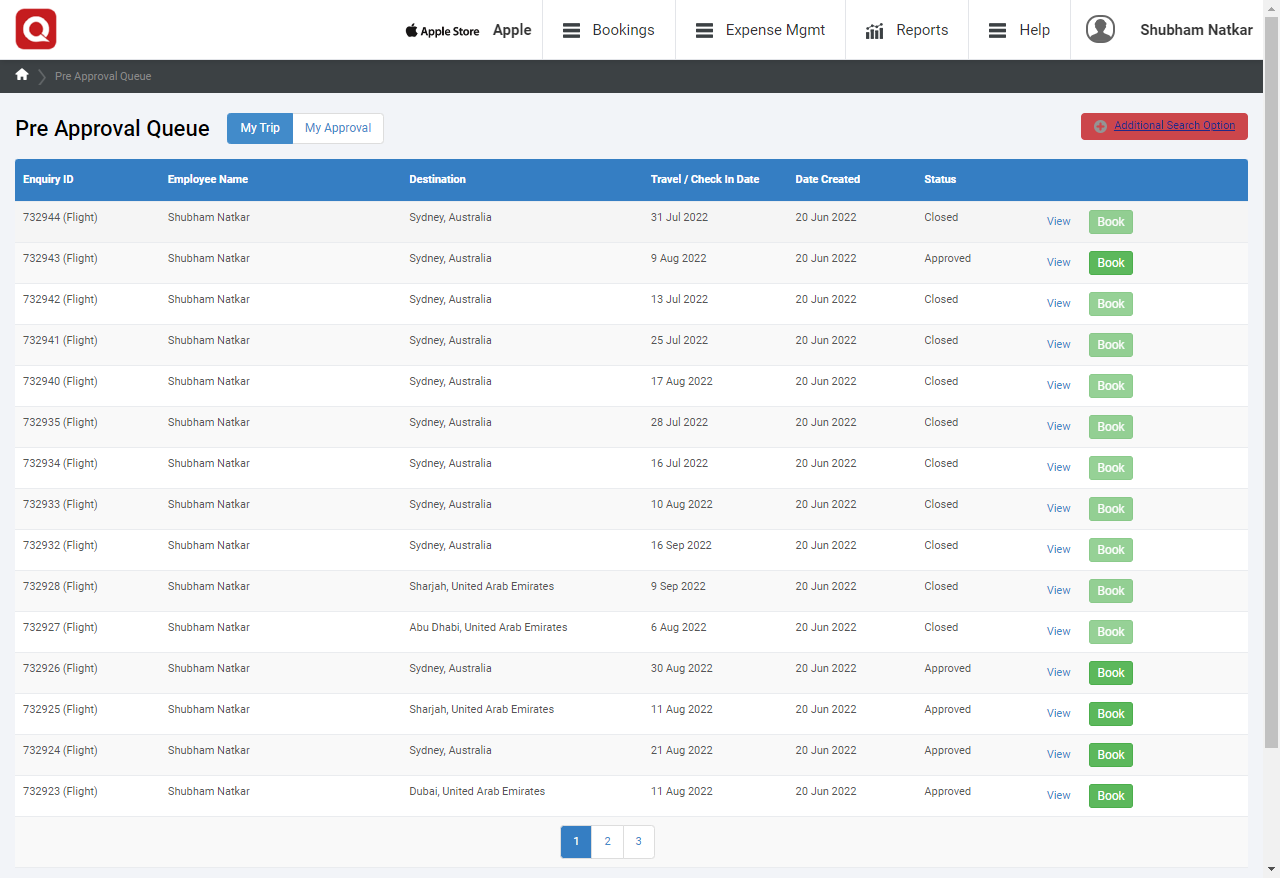 Apple Store Apple Bookings Expense Mgmt Reports Help Shubham Natkar
Pre Approval Queue
Pre Approval Queue My Trip My Approval Additional Search Option
Enquiry ID Employee Name Destination Travel / Check In Date Date Created Status
732944 (Flight) Shubham Natkar Sydney, Australia 31 Jul 2022 20 Jun 2022 Closed View Book
732943 (Flight) Shubham Natkar Sydney, Australia 9 Aug 2022 20 Jun 2022 Approved View Book
732942 (Flight) Shubham Natkar Sydney, Australia 13 Jul 2022 20 Jun 2022 Closed View Book
732941 (Flight) Shubham Natkar Sydney, Australia 25 Jul 2022 20 Jun 2022 Closed View Book
732940 (Flight) Shubham Natkar Sydney, Australia 17 Aug 2022 20 Jun 2022 Closed View Book
732935 (Flight) Shubham Natkar Sydney, Australia 28 Jul 2022 20 Jun 2022 Closed View Book
732934 (Flight) Shubham Natkar Sydney, Australia 16 Jul 2022 20 Jun 2022 Closed View Book
732933 (Flight) Shubham Natkar Sydney, Australia 10 Aug 2022 20 Jun 2022 Closed View Book
732932 (Flight) Shubham Natkar Sydney, Australia 16 Sep 2022 20 Jun 2022 Closed View Book
732928 (Flight) Shubham Natkar Sharjah, United Arab Emirates 9 Sep 2022 20 Jun 2022 Closed View Book
732927 (Flight) Shubham Natkar Abu Dhabi, United Arab Emirates 6 Aug 2022 20 Jun 2022 Closed View Book
732926 (Flight) Shubham Natkar Sydney, Australia 30 Aug 2022 20 Jun 2022 Approved View Book
732925 (Flight) Shubham Natkar Sharjah, United Arab Emirates 11 Aug 2022 20 Jun 2022 Approved View Book
732924 (Flight) Shubham Natkar Sydney, Australia 21 Aug 2022 20 Jun 2022 Approved View Book
732923 (Flight) Shubham Natkar Dubai, United Arab Emirates 11 Aug 2022 20 Jun 2022 Approved View Book
1 2 3